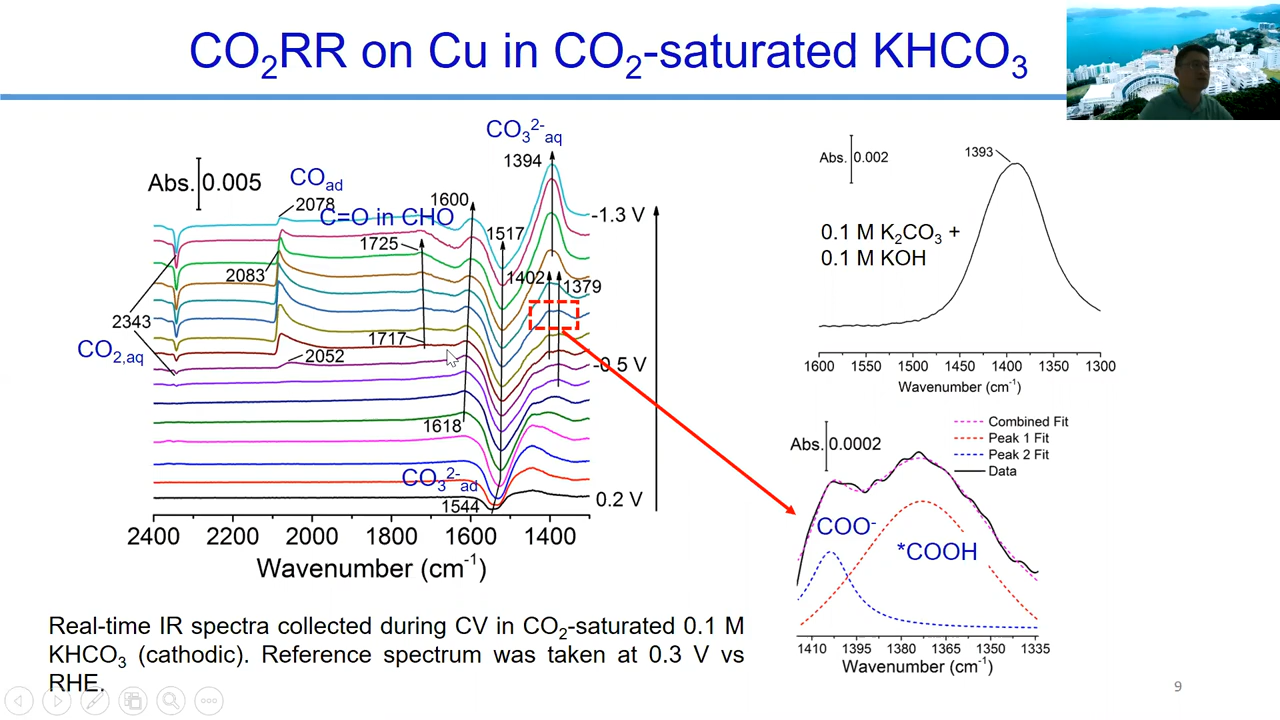 CO₂RR on Cu in CO₂-saturated KHCO₃
CO₃²⁻aq
1394
Abs. 0.005
COad
2078
C=O in CHO
1600
-1.3 V
1517
1725
2083
1402
1379
2343
1717
CO2,aq
2052
-0.5 V
1618
CO₃²⁻ad
1544
0.2 V
2400 2200 2000 1800 1600 1400
Wavenumber (cm⁻¹)
Abs. 0.002
1393
0.1 M K₂CO₃ +
0.1 M KOH
1600 1550 1500 1450 1400 1350 1300
Wavenumber (cm⁻¹)
Abs. 0.0002
Combined Fit
Peak 1 Fit
Peak 2 Fit
Data
COO⁻
*COOH
1410 1395 1380 1365 1350 1335
Wavenumber (cm⁻¹)
Real-time IR spectra collected during CV in CO₂-saturated 0.1 M
KHCO₃ (cathodic). Reference spectrum was taken at 0.3 V vs
RHE.
9